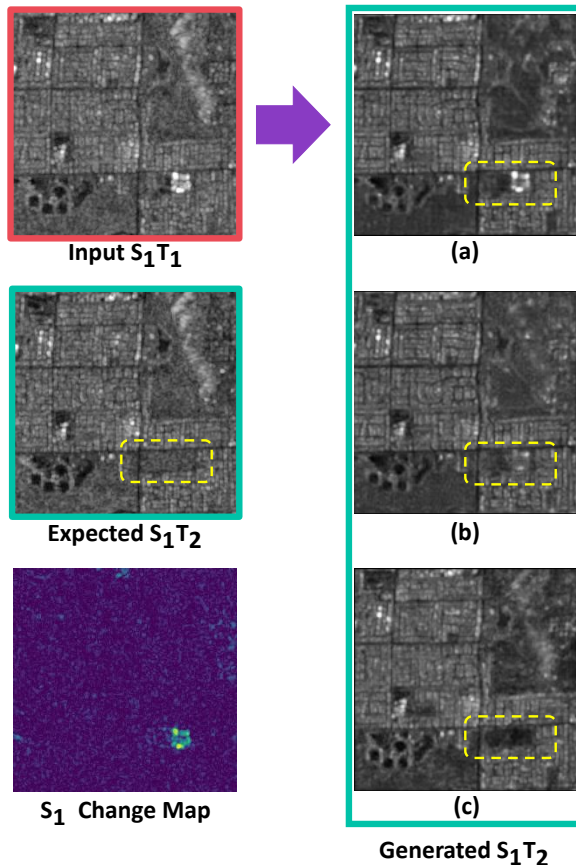 Input S₁T₁
(a)
Expected S₁T₂
(b)
S₁ Change Map
(c)
Generated S₁T₂